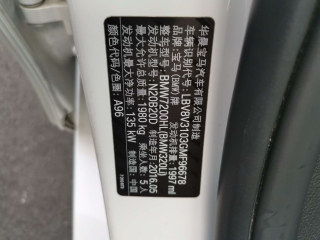 华晨宝马汽车有限公司制造
车辆识别代号:LBV8V3103GMF96678
品牌:宝马(BMW)牌 发动机排量:1997 ml
整车型号:BMW7200HL(BMW320Li)
发动机型号:N20B20D 制造年月:2016.05
最大允许总质量:1980 kg 乘坐人数:5人
发动机最大净功率:135 kW 制造国:中国
颜色代码/色圈:A96